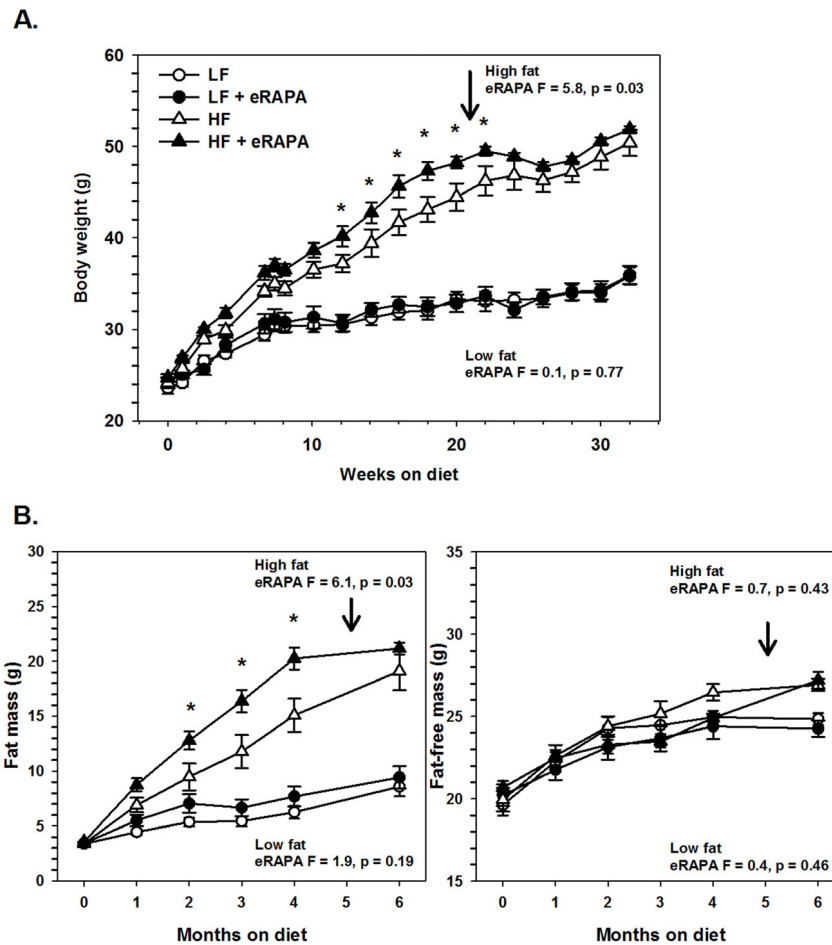 A.
60
50
40
30
20
Body weight (g)
LF
LF + eRAPA
HF
HF + eRAPA
High fat
eRAPA F = 5.8, p = 0.03
* * * * * *
Low fat
eRAPA F = 0.1, p = 0.77
0 10 20 30
Weeks on diet
B.
30
25
20
15
10
5
0
Fat mass (g)
High fat
eRAPA F = 6.1, p = 0.03
* * *
Low fat
eRAPA F = 1.9, p = 0.19
0 1 2 3 4 5 6
Months on diet
35
30
25
20
15
Fat-free mass (g)
High fat
eRAPA F = 0.7, p = 0.43
Low fat
eRAPA F = 0.4, p = 0.46
0 1 2 3 4 5 6
Months on diet